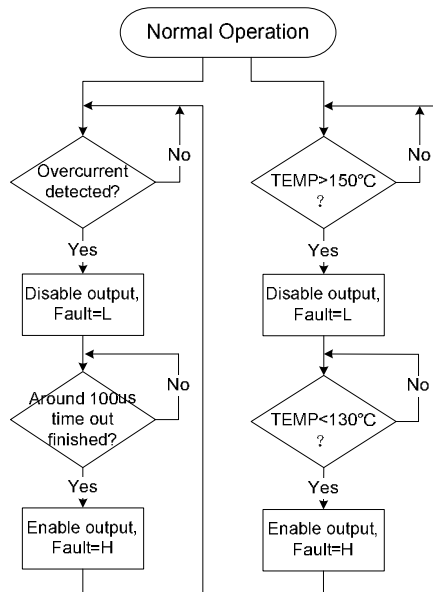 Normal Operation
Overcurrent
detected?
No
Yes
Disable output,
Fault=L
Around 100us
time out
finished?
No
Yes
Enable output,
Fault=H
TEMP>150°C
?
No
Yes
Disable output,
Fault=L
TEMP<130°C
?
No
Yes
Enable output,
Fault=H